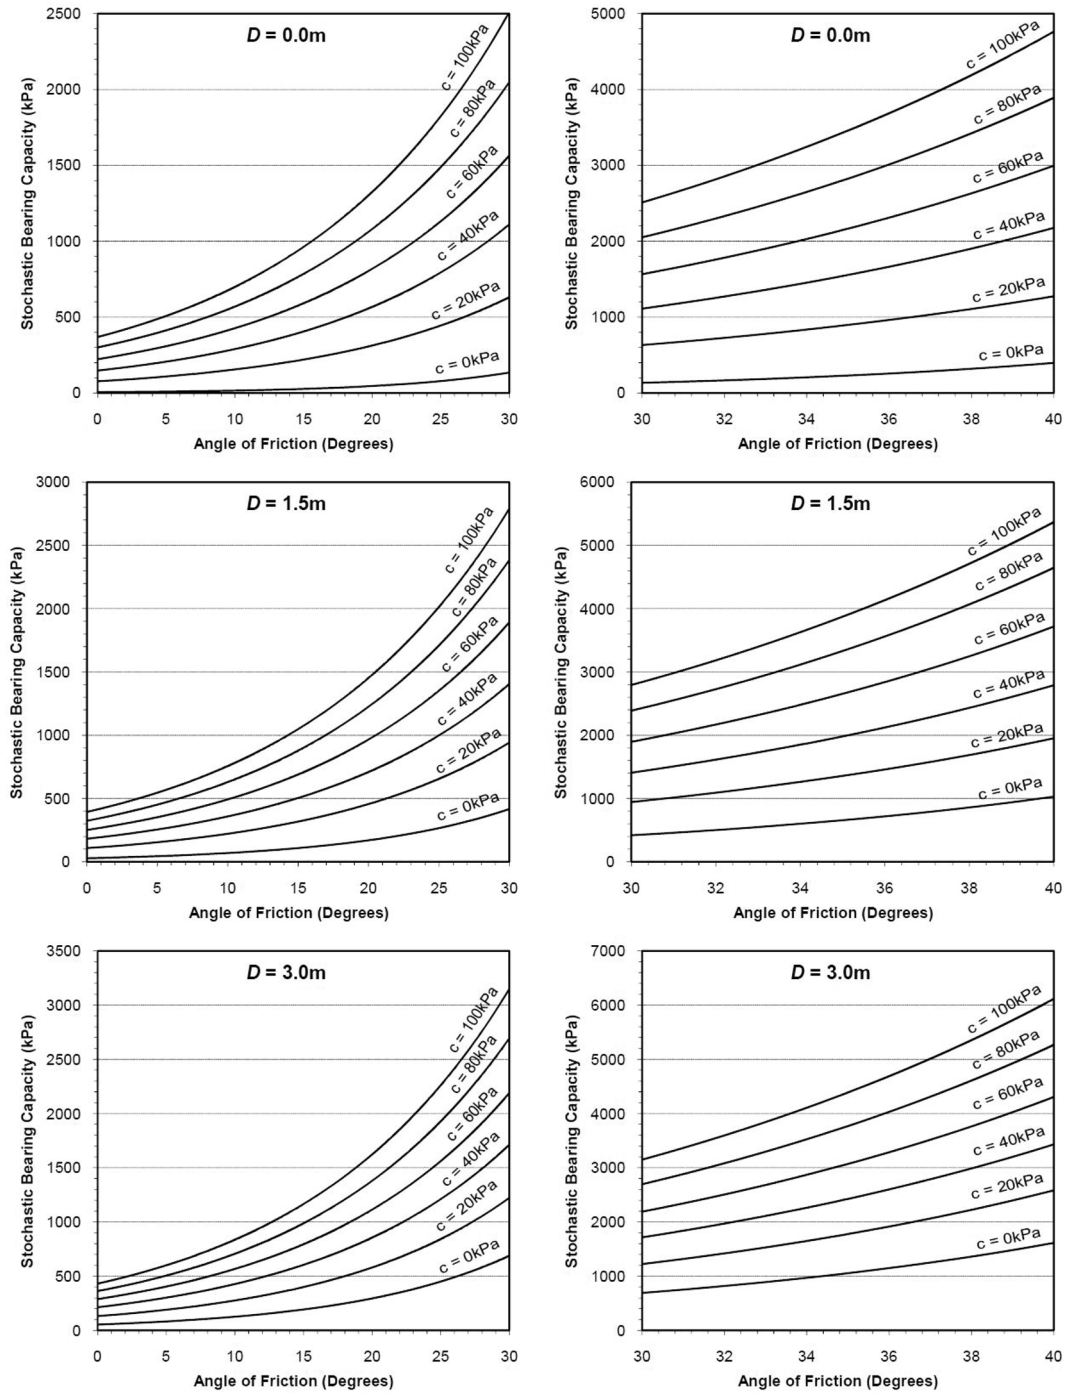 D = 0.0m
2500
2000
1500
1000
500
0
Stochastic Bearing Capacity (kPa)
c = 100kPa
c = 80kPa
c = 60kPa
c = 40kPa
c = 20kPa
c = 0kPa
0 5 10 15 20 25 30
Angle of Friction (Degrees)
D = 0.0m
5000
4000
3000
2000
1000
0
Stochastic Bearing Capacity (kPa)
c = 100kPa
c = 80kPa
c = 60kPa
c = 40kPa
c = 20kPa
c = 0kPa
30 32 34 36 38 40
Angle of Friction (Degrees)
D = 1.5m
3000
2500
2000
1500
1000
500
0
Stochastic Bearing Capacity (kPa)
c = 100kPa
c = 80kPa
c = 60kPa
c = 40kPa
c = 20kPa
c = 0kPa
0 5 10 15 20 25 30
Angle of Friction (Degrees)
D = 1.5m
6000
5000
4000
3000
2000
1000
0
Stochastic Bearing Capacity (kPa)
c = 100kPa
c = 80kPa
c = 60kPa
c = 40kPa
c = 20kPa
c = 0kPa
30 32 34 36 38 40
Angle of Friction (Degrees)
D = 3.0m
3500
3000
2500
2000
1500
1000
500
0
Stochastic Bearing Capacity (kPa)
c = 100kPa
c = 80kPa
c = 60kPa
c = 40kPa
c = 20kPa
c = 0kPa
0 5 10 15 20 25 30
Angle of Friction (Degrees)
D = 3.0m
7000
6000
5000
4000
3000
2000
1000
0
Stochastic Bearing Capacity (kPa)
c = 100kPa
c = 80kPa
c = 60kPa
c = 40kPa
c = 20kPa
c = 0kPa
30 32 34 36 38 40
Angle of Friction (Degrees)